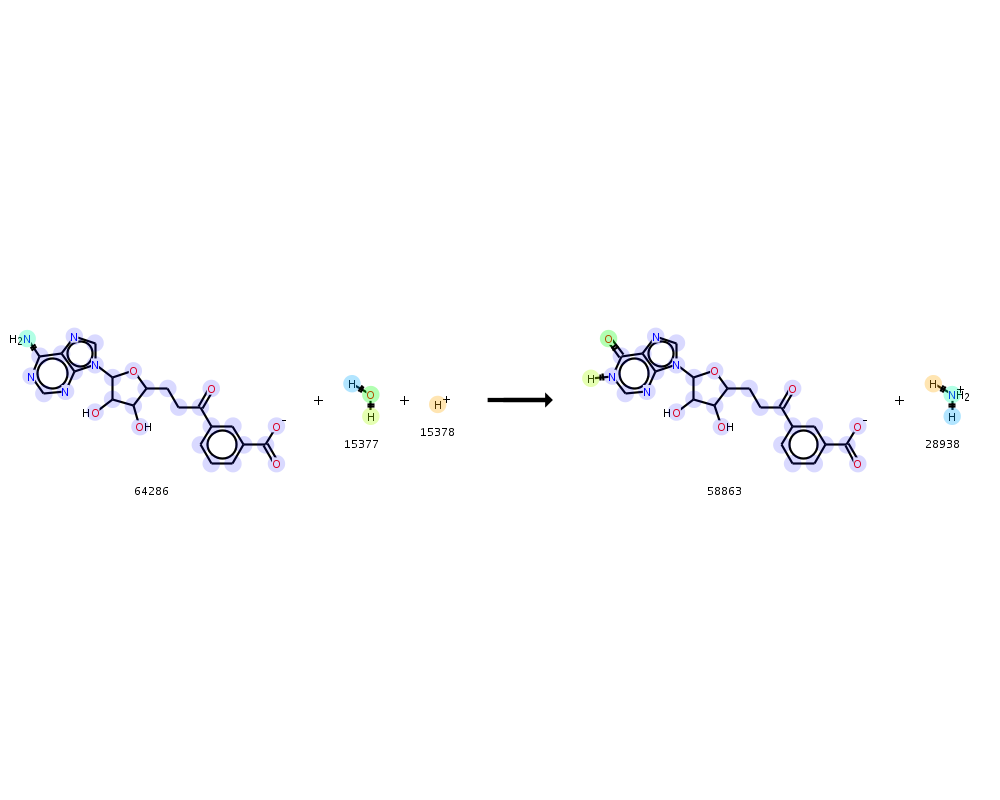 H₂N N N N N O HO OH O O⁻ O
64286
+
H O H
15377
+
H⁺
15378
O H N N N N O HO OH O O⁻ O
58863
+
H NH₂⁺ H
28938